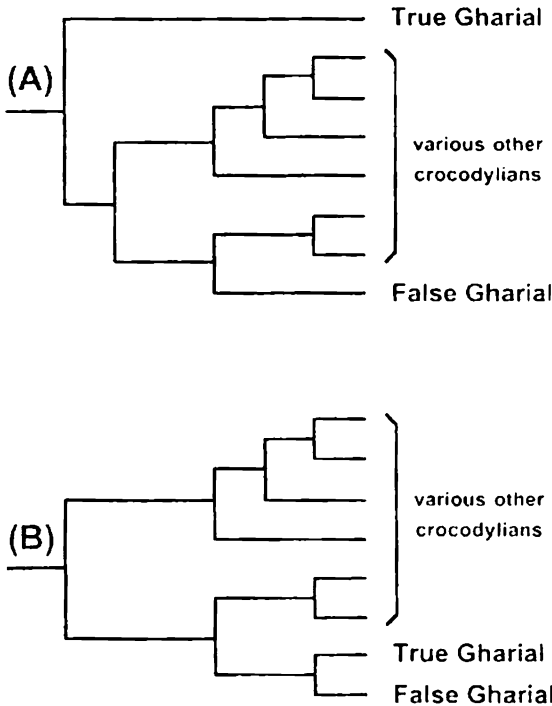 True Gharial
(A)
various other
crocodylians
False Gharial
various other
crocodylians
(B)
True Gharial
False Gharial